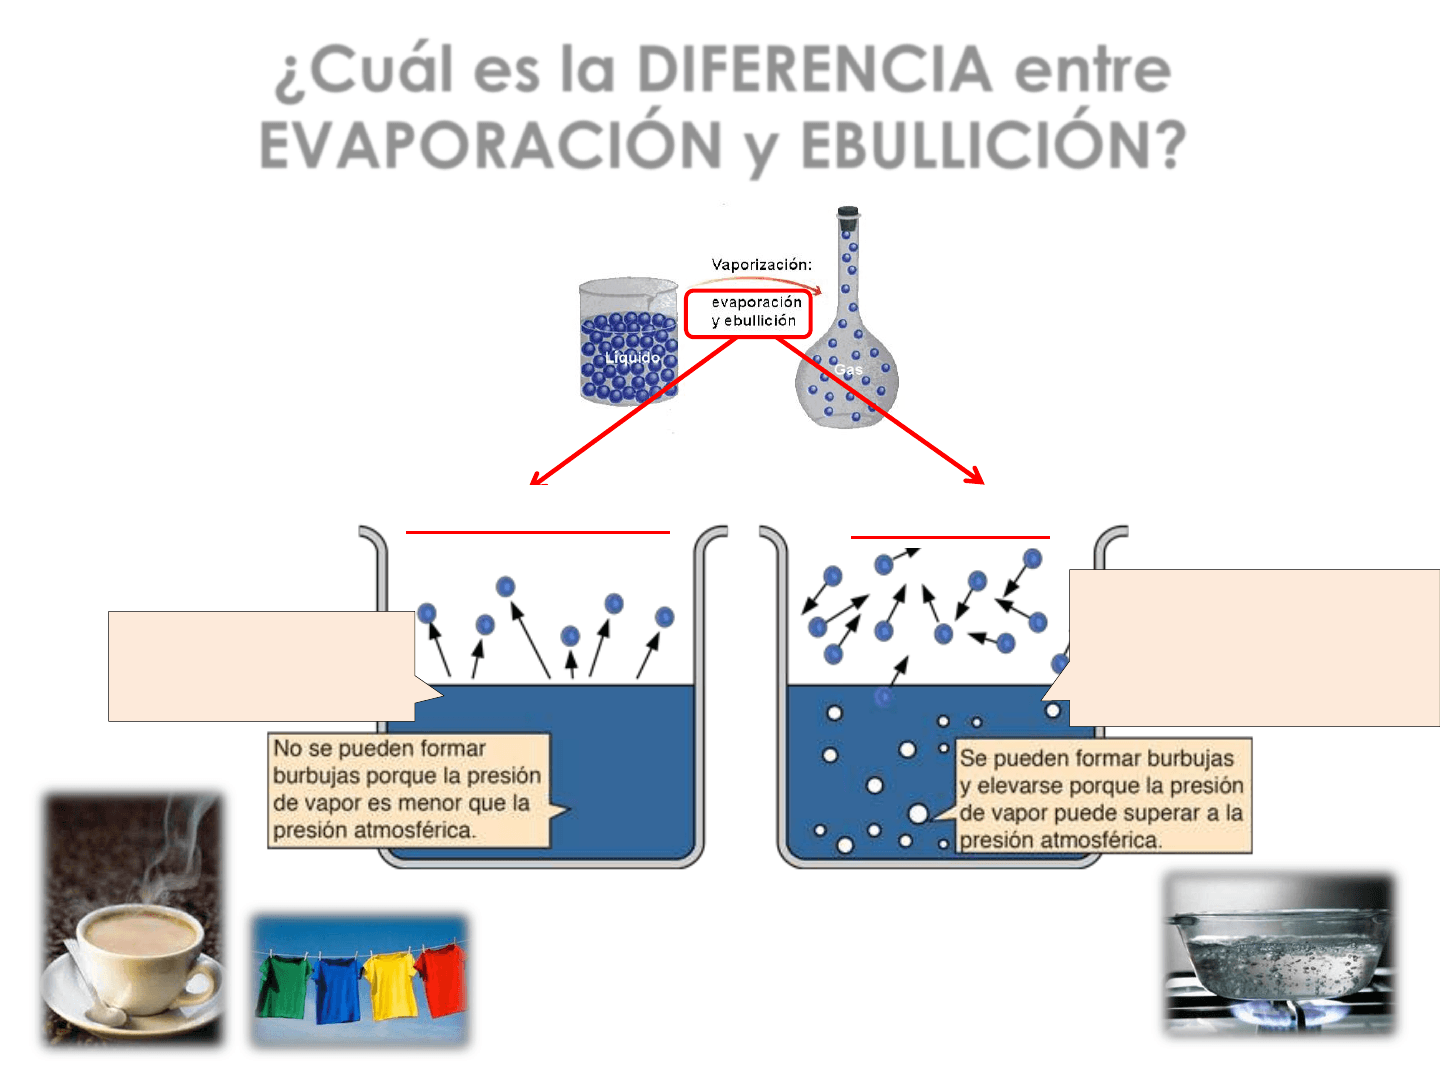 ¿Cuál es la DIFERENCIA entre
EVAPORACIÓN y EBULLICIÓN?
Vaporización:
evaporación
y ebullición
Líquido
Gas
No se pueden formar
burbujas porque la presión
de vapor es menor que la
presión atmosférica.
Se pueden formar burbujas
y elevarse porque la presión
de vapor puede superar a la
presión atmosférica.